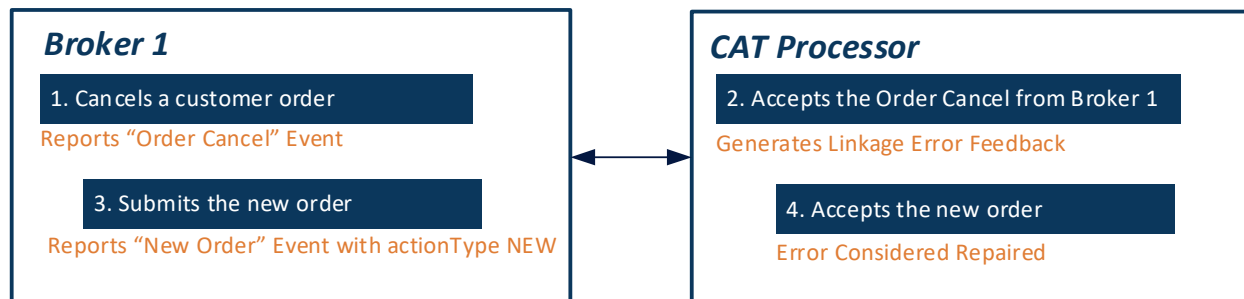 Broker 1
1. Cancels a customer order
Reports “Order Cancel” Event
3. Submits the new order
Reports “New Order” Event with actionType NEW
CAT Processor
2. Accepts the Order Cancel from Broker 1
Generates Linkage Error Feedback
4. Accepts the new order
Error Considered Repaired